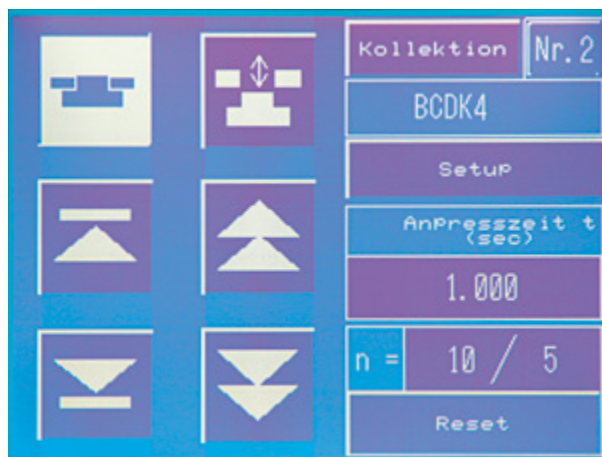 Kollektion Nr.2
BCDK4
Setup
Anpresszeit t
(sec)
1.000
n = 10 / 5
Reset